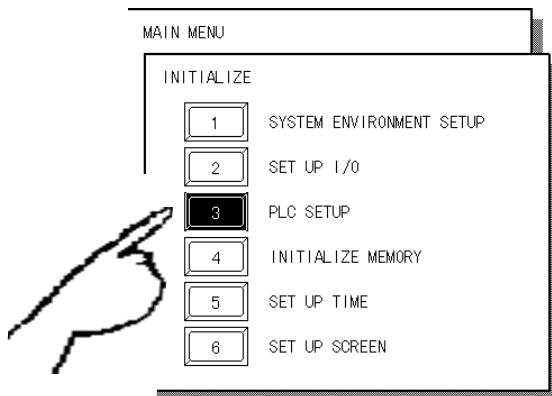 MAIN MENU
INITIALIZE
1 SYSTEM ENVIRONMENT SETUP
2 SET UP I/O
3 PLC SETUP
4 INITIALIZE MEMORY
5 SET UP TIME
6 SET UP SCREEN